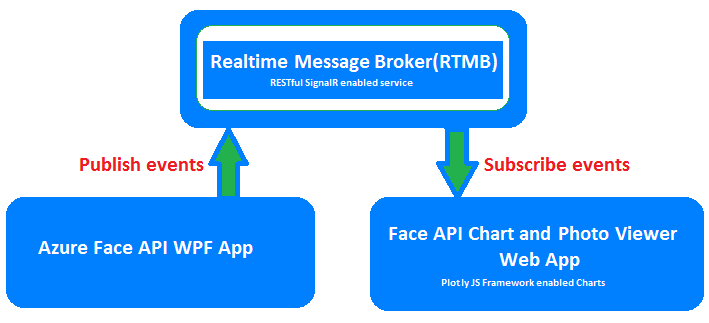 Realtime Message Broker(RTMB)
RESTful SignalR enabled service
Publish events
Subscribe events
Azure Face API WPF App
Face API Chart and Photo Viewer
Web App
Plotly JS Framework enabled Charts